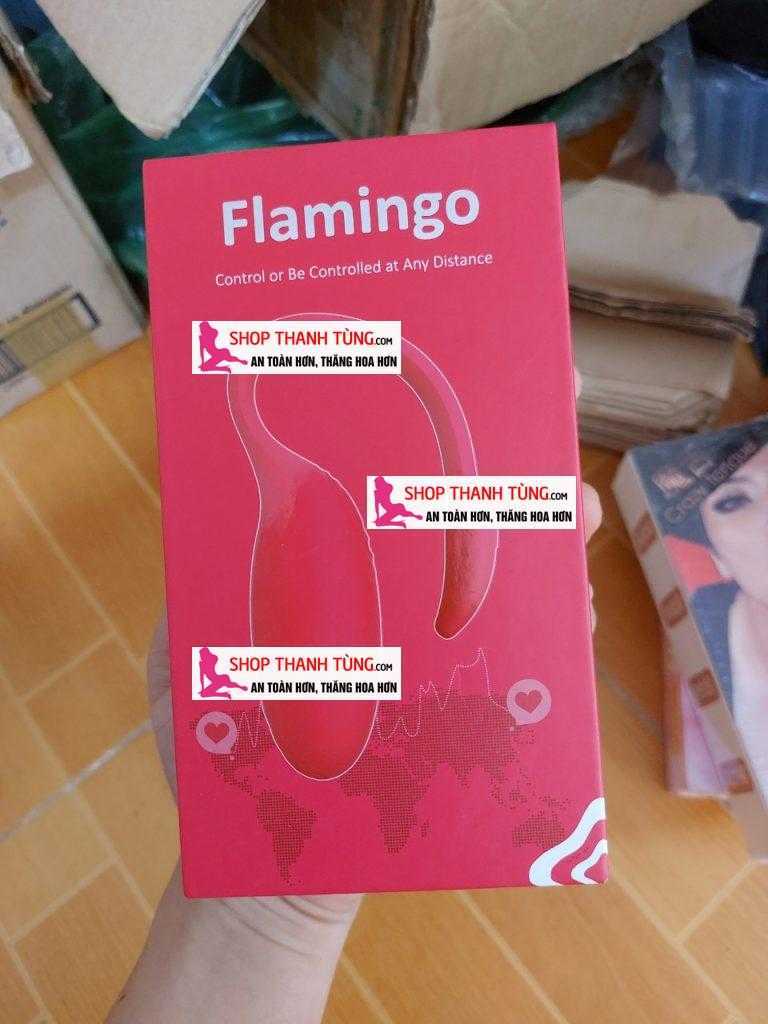 Flamingo
Control or Be Controlled at Any Distance
SHOP THANH TÙNG.COM
AN TOÀN HƠN, THĂNG HOA HƠN
SHOP THANH TÙNG.COM
AN TOÀN HƠN, THĂNG HOA HƠN
SHOP THANH TÙNG.COM
AN TOÀN HƠN, THĂNG HOA HƠN